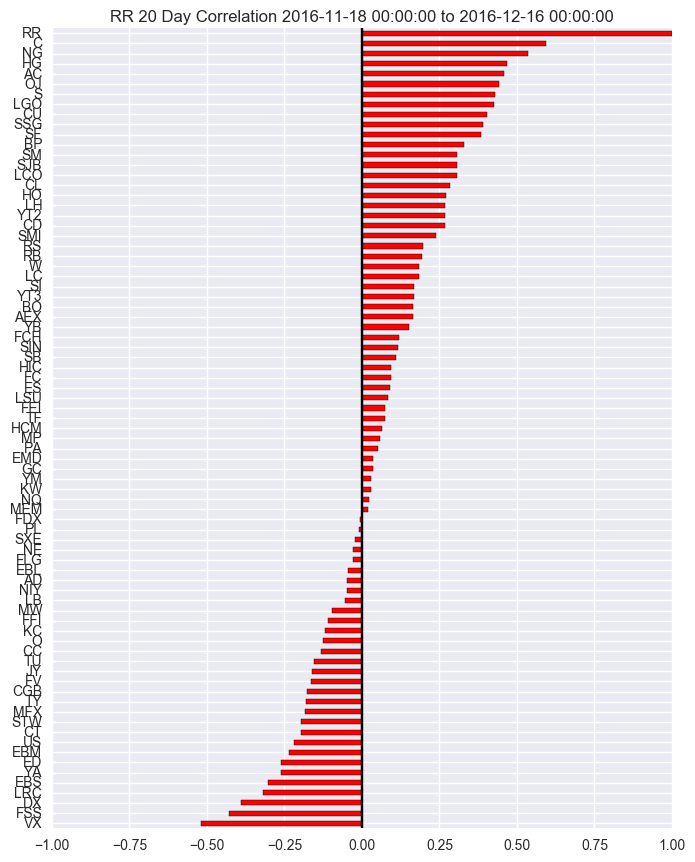 RR 20 Day Correlation 2016-11-18 00:00:00 to 2016-12-16 00:00:00
RR
C
NG
HG
AC
OJ
S
LGO
CU
SSG
SF
BP
SM
SJB
LCO
CL
HO
LH
YT2
CD
SMI
RS
RB
W
LC
SI
YT3
BO
AEX
YB
FCH
SIN
SB
HIC
FC
ES
LSU
FEI
TF
HCM
MP
PA
EMD
GC
YM
KW
NQ
MEM
FDX
PL
SXE
NE
FLG
EBL
AD
NIY
LB
MW
FFI
KC
O
CC
TU
JY
FV
CGB
TY
MFX
STW
CT
US
EBM
ED
YA
EBS
LRC
DX
FSS
VX
−1.00 −0.75 −0.50 −0.25 0.00 0.25 0.50 0.75 1.00